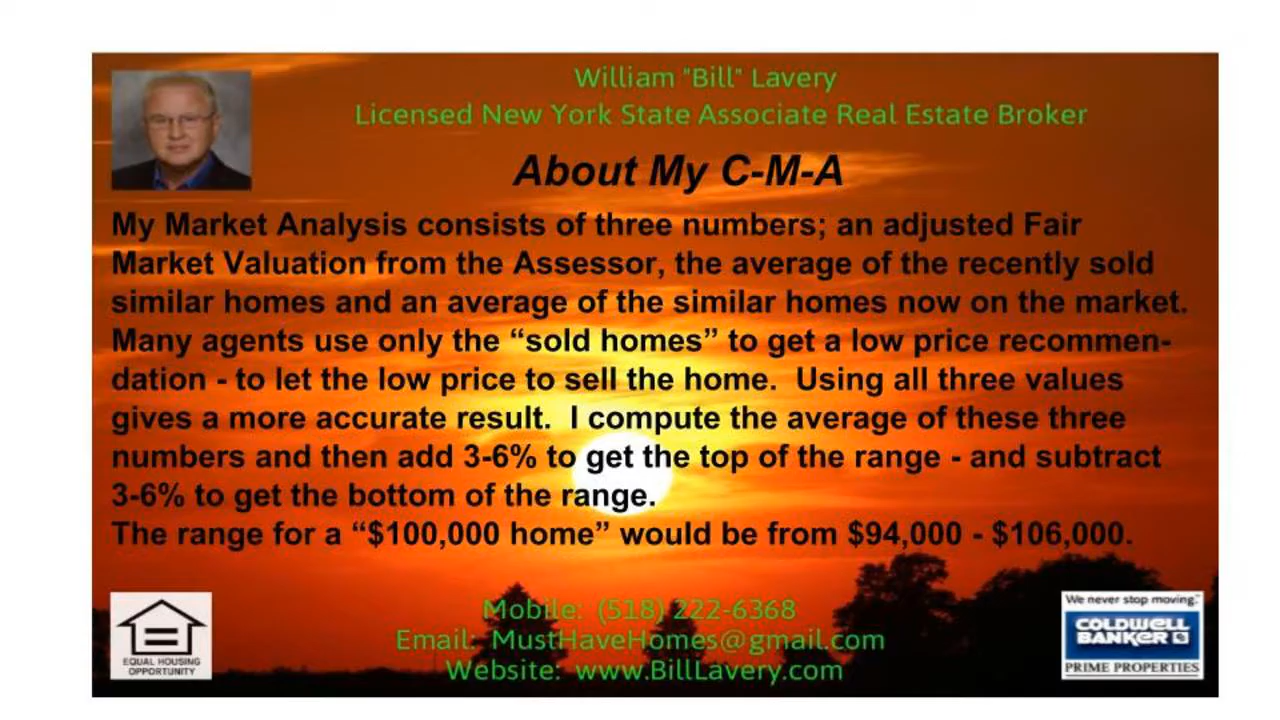 William "Bill" Lavery
Licensed New York State Associate Real Estate Broker
About My C-M-A
My Market Analysis consists of three numbers; an adjusted Fair
Market Valuation from the Assessor, the average of the recently sold
similar homes and an average of the similar homes now on the market.
Many agents use only the “sold homes” to get a low price recommen-
dation - to let the low price to sell the home.  Using all three values
gives a more accurate result.  I compute the average of these three
numbers and then add 3-6% to get the top of the range - and subtract
3-6% to get the bottom of the range.
The range for a “$100,000 home” would be from $94,000 - $106,000.
Mobile:  (518) 222-6368
Email:  MustHaveHomes@gmail.com
Website:  www.BillLavery.com
EQUAL HOUSING
OPPORTUNITY
We never stop moving.™
COLDWELL
BANKER
PRIME PROPERTIES